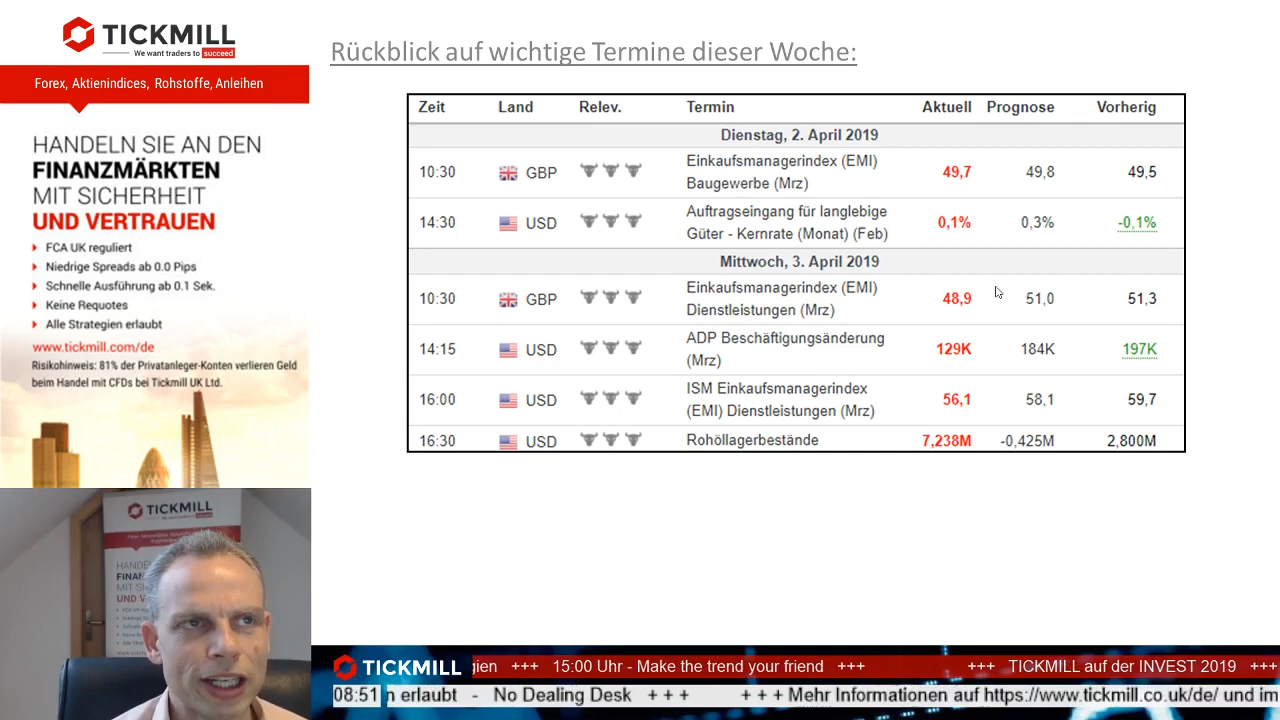 TICKMILL
We want traders to succeed
Forex, Aktienindices, Rohstoffe, Anleihen
HANDELN SIE AN DEN
FINANZMÄRKTEN
MIT SICHERHEIT
UND VERTRAUEN
FCA UK reguliert
Niedrige Spreads ab 0.0 Pips
Schnelle Ausführung ab 0.1 Sek.
Keine Requotes
Alle Strategien erlaubt
www.tickmill.com/de
Risikohinweis: 81% der Privatanleger-Konten verlieren Geld
beim Handel mit CFDs bei Tickmill UK Ltd.
Rückblick auf wichtige Termine dieser Woche:
Zeit Land Relev. Termin Aktuell Prognose Vorherig
Dienstag, 2. April 2019
10:30 GBP Einkaufsmanagerindex (EMI) 49,7 49,8 49,5
Baugewerbe (Mrz)
14:30 USD Auftragseingang für langlebige 0,1% 0,3% -0,1%
Güter - Kernrate (Monat) (Feb)
Mittwoch, 3. April 2019
10:30 GBP Einkaufsmanagerindex (EMI) 48,9 51,0 51,3
Dienstleistungen (Mrz)
14:15 USD ADP Beschäftigungsänderung 129K 184K 197K
(Mrz)
16:00 USD ISM Einkaufsmanagerindex 56,1 58,1 59,7
(EMI) Dienstleistungen (Mrz)
16:30 USD Rohöllagerbestände 7,238M -0,425M 2,800M
TICKMILL
HANDE
FINAN
MIT SI
UND V
TICKMILL gien +++ 15:00 Uhr - Make the trend your friend +++ +++ TICKMILL auf der INVEST 2019 +++
08:51 n erlaubt - No Dealing Desk +++ +++ Mehr Informationen auf https://www.tickmill.co.uk/de/ und im